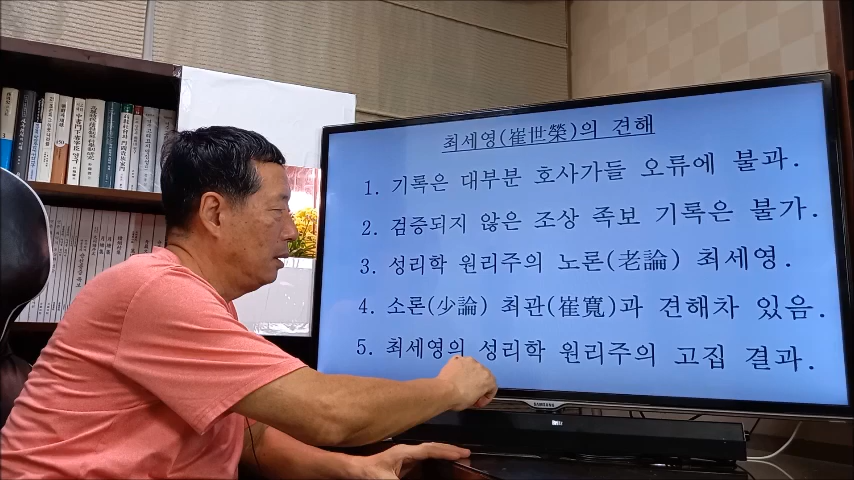 최세영(崔世榮)의 견해
1. 기록은 대부분 호사가들 오류에 불과.
2. 검증되지 않은 조상 족보 기록은 불가.
3. 성리학 원리주의 노론(老論) 최세영.
4. 소론(少論) 최관(崔寬)과 견해차 있음.
5. 최세영의 성리학 원리주의 고집 결과.
SAMSUNG